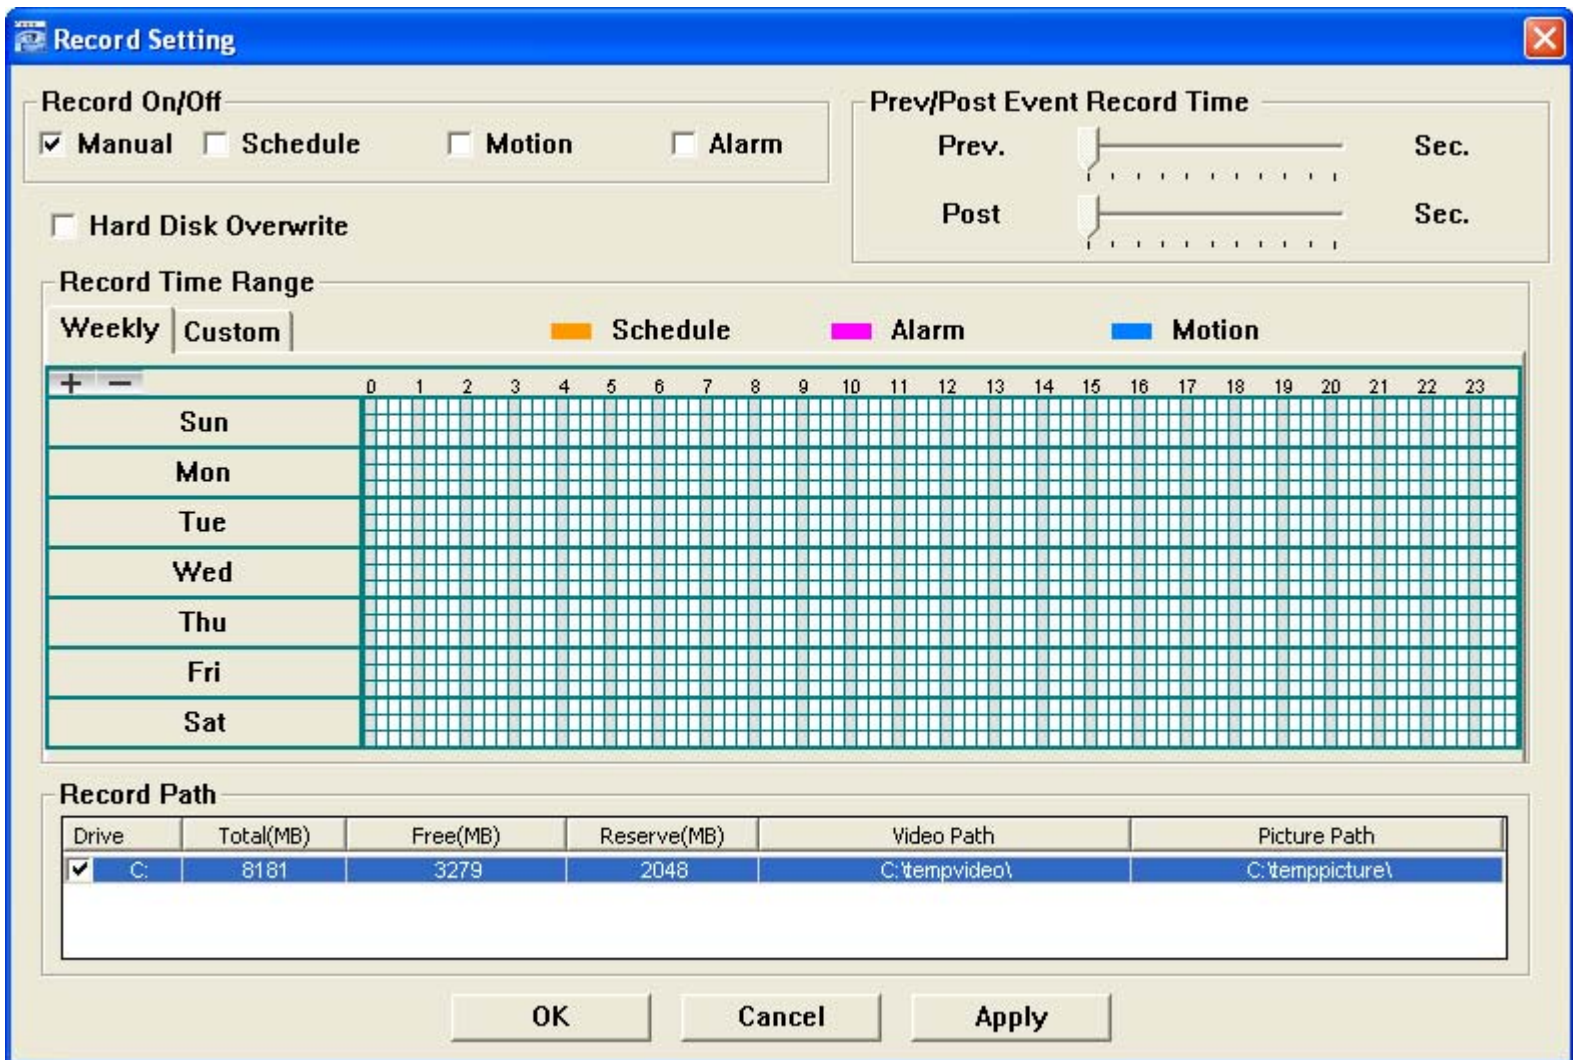 Record Setting
Record On/Off
Manual Schedule Motion Alarm
Prev/Post Event Record Time
Prev. Sec.
Post Sec.
Hard Disk Overwrite
Record Time Range
Weekly Custom Schedule Alarm Motion
+ - 0 1 2 3 4 5 6 7 8 9 10 11 12 13 14 15 16 17 18 19 20 21 22 23
Sun
Mon
Tue
Wed
Thu
Fri
Sat
Record Path
Drive Total(MB) Free(MB) Reserve(MB) Video Path Picture Path
C: 8181 3279 2048 C:\tempvideo\ C:\temppicture\
OK Cancel Apply